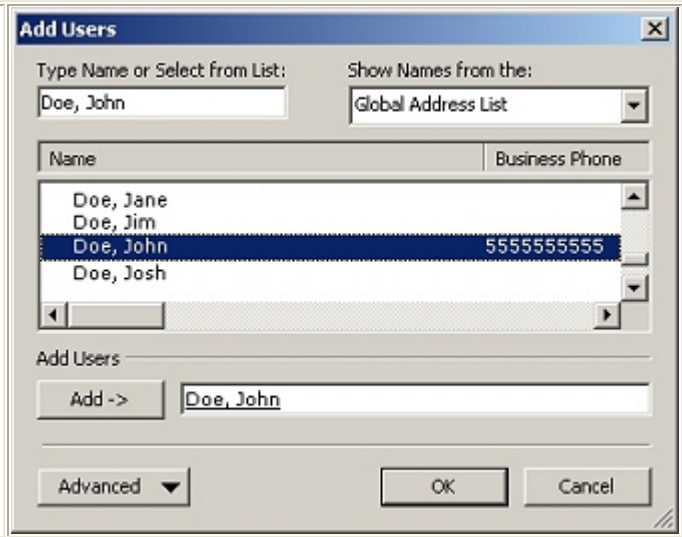 Add Users
Type Name or Select from List: Show Names from the:
Doe, John Global Address List
Name Business Phone
Doe, Jane
Doe, Jim
Doe, John 5555555555
Doe, Josh
Add Users
Add -> Doe, John
Advanced OK Cancel